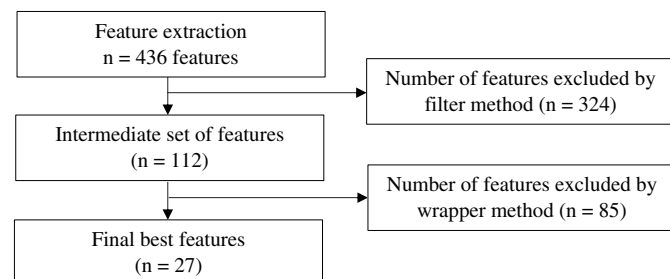 Feature extraction
n = 436 features
Number of features excluded by
filter method (n = 324)
Intermediate set of features
(n = 112)
Number of features excluded by
wrapper method (n = 85)
Final best features
(n = 27)